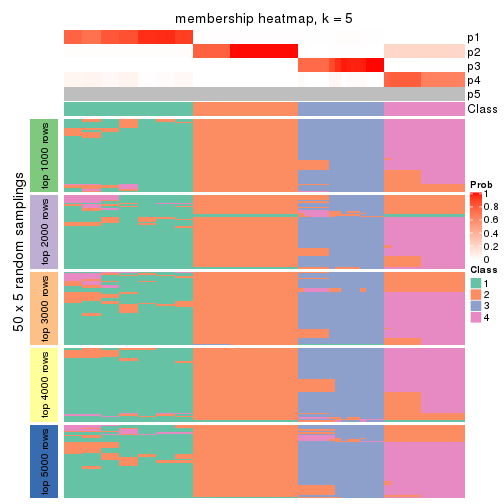 membership heatmap, k = 5
p1
p2
p3
p4
p5
Class
50 x 5 random samplings
top 1000 rows
top 2000 rows
top 3000 rows
top 4000 rows
top 5000 rows
Prob
1
0.8
0.6
0.4
0.2
0
Class
1
2
3
4